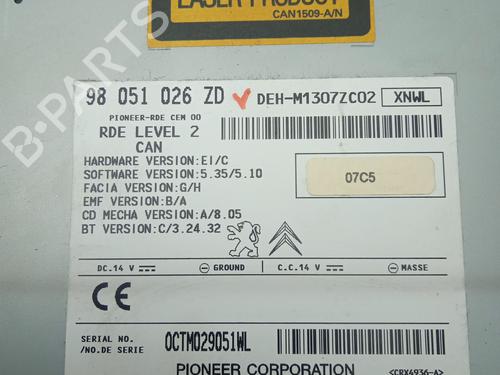 LASER PRODUCT
CAN1509-A/N
98 051 026 ZD DEH-M1307ZCO2 XNWL
PIONEER-RDE CEM 00
RDE LEVEL 2
CAN
HARDWARE VERSION:EI/C
SOFTWARE VERSION:5.35/5.10
FACIA VERSION:G/H
EMF VERSION:B/A
CD MECHA VERSION:A/8.05
BT VERSION:C/3.24.32
07C5
DC.14 V GROUND C.C.14 V MASSE
CE
SERIAL NO.
/NO.DE SERIE
OCTM029051WL
PIONEER CORPORATION
<CRX4936-A>
B-PARTS